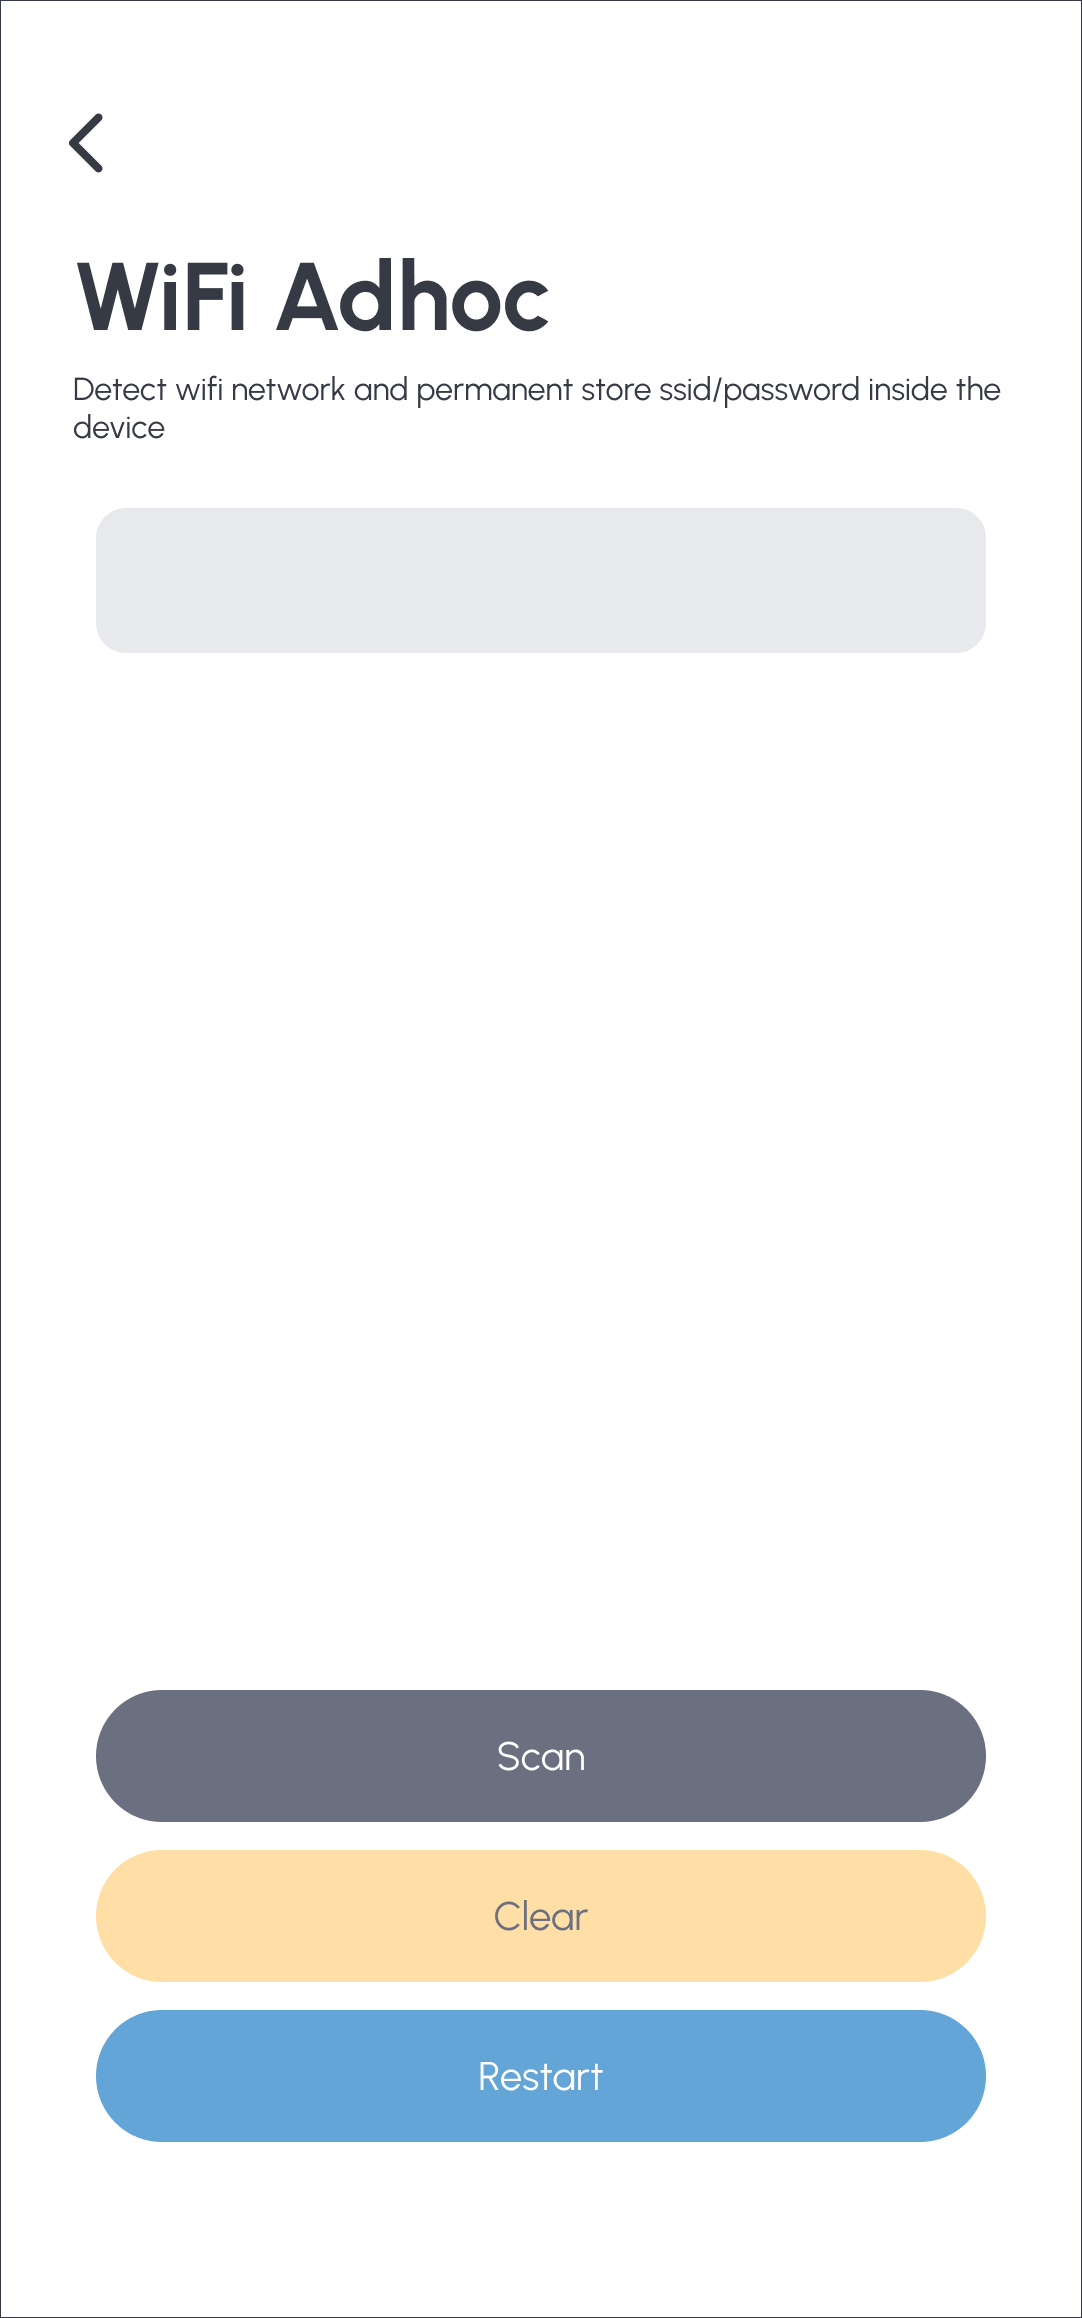 WiFi Adhoc
Detect wifi network and permanent store ssid/password inside the
device
Scan
Clear
Restart